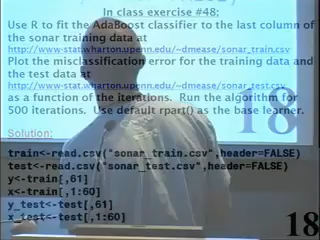 In class exercise #48:
Use R to fit the AdaBoost classifier to the last column of
the sonar training data at
http://www-stat.wharton.upenn.edu/~dmease/sonar_train.csv
Plot the misclassification error for the training data and
the test data at
http://www-stat.wharton.upenn.edu/~dmease/sonar_test.csv
as a function of the iterations.  Run the algorithm for
500 iterations.  Use default rpart() as the base learner.
Solution:
train<-read.csv("sonar_train.csv",header=FALSE)
test<-read.csv("sonar_test.csv",header=FALSE)
y<-train[,61]
x<-train[,1:60]
y_test<-test[,61]
x_test<-test[,1:60]
18
18